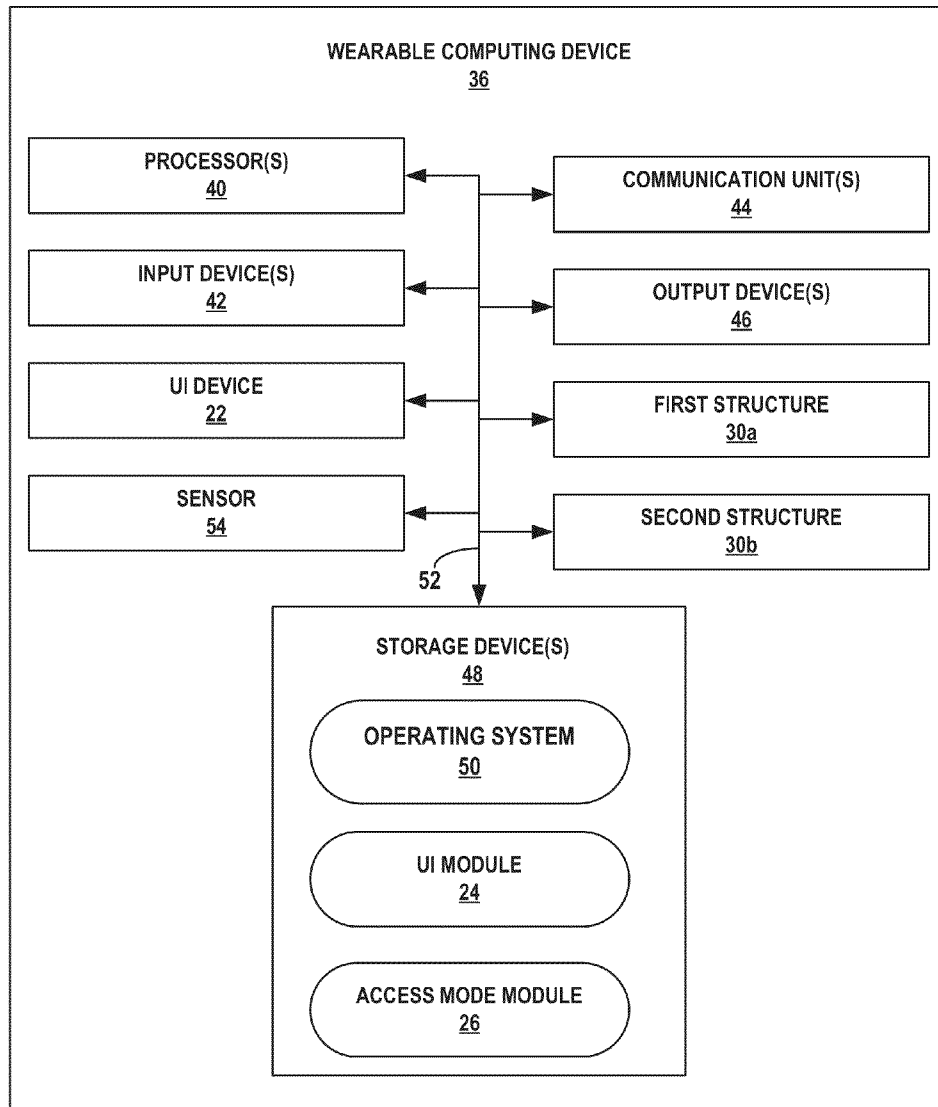 WEARABLE COMPUTING DEVICE
36
PROCESSOR(S)
40
COMMUNICATION UNIT(S)
44
INPUT DEVICE(S)
42
OUTPUT DEVICE(S)
46
UI DEVICE
22
FIRST STRUCTURE
30a
SENSOR
54
SECOND STRUCTURE
30b
52
STORAGE DEVICE(S)
48
OPERATING SYSTEM
50
UI MODULE
24
ACCESS MODE MODULE
26